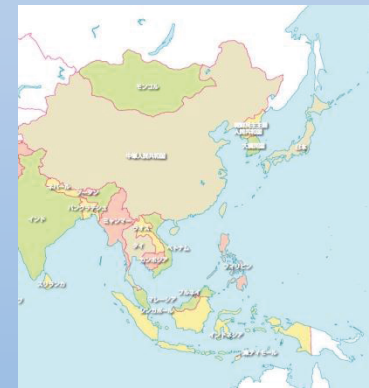 モンゴル
朝鮮民主主義
人民共和国
大韓民国
日本
中華人民共和国
ネパール
ブータン
バングラデシュ
インド
ミャンマー
ラオス
タイ
ベトナム
カンボジア
フィリピン
スリランカ
ブルネイ
マレーシア
シンガポール
インドネシア
東ティモール